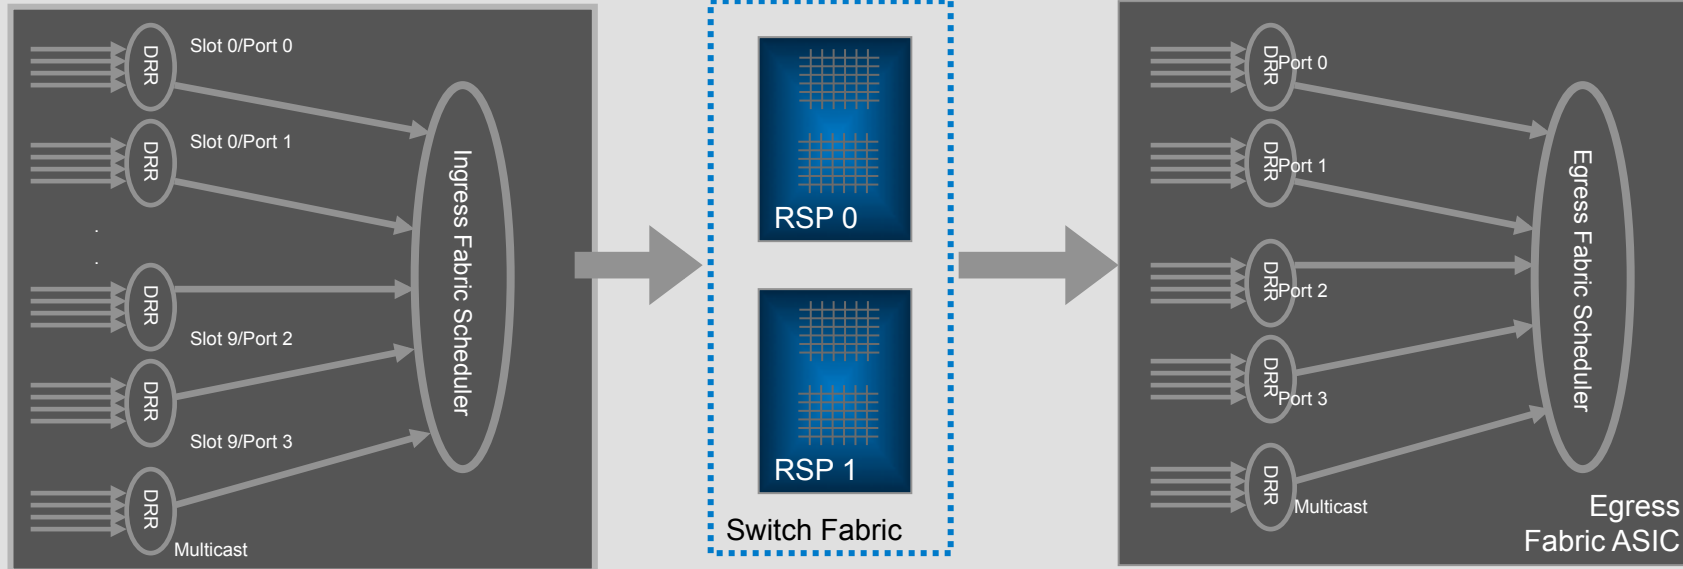 DRR
Slot 0/Port 0
DRR
Slot 0/Port 1
.
.
DRR
Slot 9/Port 2
DRR
Slot 9/Port 3
DRR
Multicast
Ingress Fabric Scheduler
RSP 0
RSP 1
Switch Fabric
DRR
Port 0
DRR
Port 1
DRR
Port 2
DRR
Port 3
DRR
Multicast
Egress Fabric Scheduler
Egress
Fabric ASIC